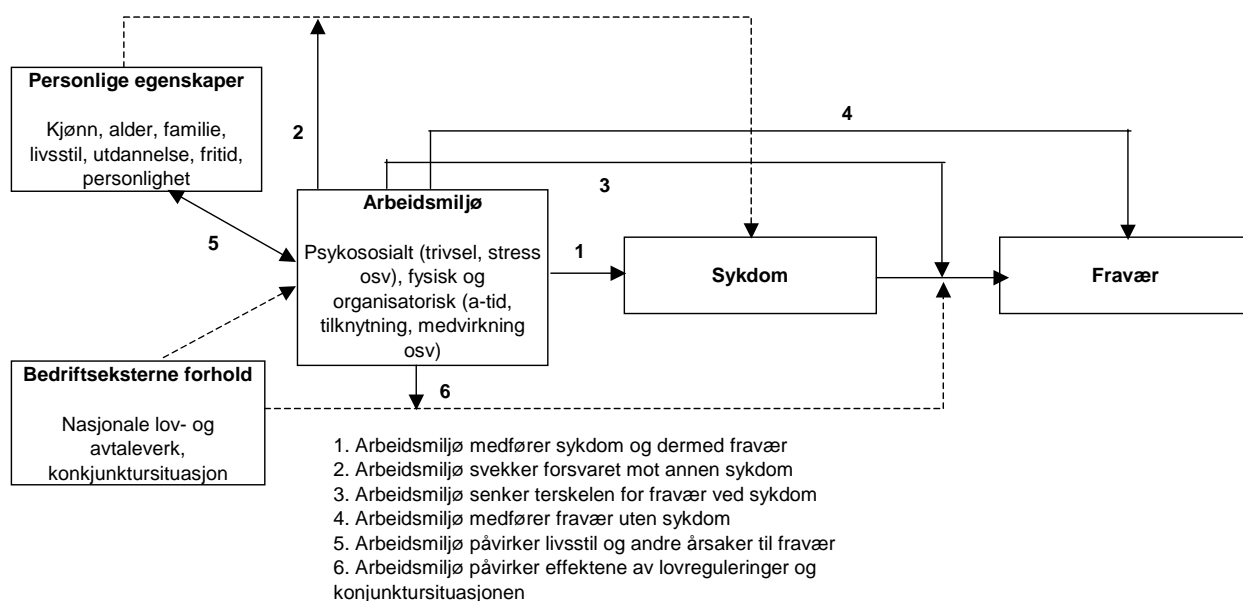 Personlige egenskaper
Kjønn, alder, familie,
livsstil, utdannelse, fritid,
personlighet
2
4
3
Arbeidsmiljø
Psykososialt (trivsel, stress
osv), fysisk og
organisatorisk (a-tid,
tilknytning, medvirkning
osv)
5
1
Sykdom
Fravær
Bedriftseksterne forhold
Nasjonale lov- og
avtaleverk,
konkjunktursituasjon
6
1. Arbeidsmiljø medfører sykdom og dermed fravær
2. Arbeidsmiljø svekker forsvaret mot annen sykdom
3. Arbeidsmiljø senker terskelen for fravær ved sykdom
4. Arbeidsmiljø medfører fravær uten sykdom
5. Arbeidsmiljø påvirker livsstil og andre årsaker til fravær
6. Arbeidsmiljø påvirker effektene av lovreguleringer og
konjunktursituasjonen